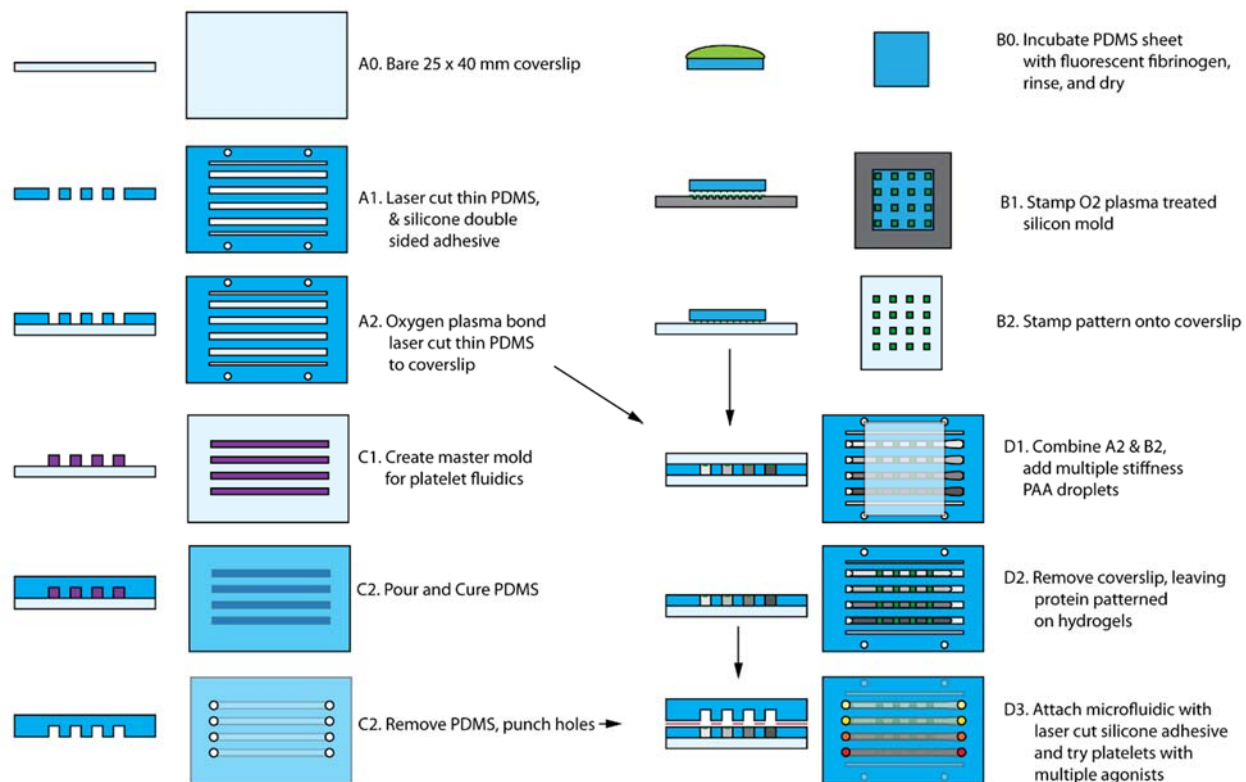 A0. Bare 25 x 40 mm coverslip
A1. Laser cut thin PDMS,
& silicone double
sided adhesive
A2. Oxygen plasma bond
laser cut thin PDMS
to coverslip
C1. Create master mold
for platelet fluidics
C2. Pour and Cure PDMS
C2. Remove PDMS, punch holes
B0. Incubate PDMS sheet
with fluorescent fibrinogen,
rinse, and dry
B1. Stamp O2 plasma treated
silicon mold
B2. Stamp pattern onto coverslip
D1. Combine A2 & B2,
add multiple stiffness
PAA droplets
D2. Remove coverslip, leaving
protein patterned
on hydrogels
D3. Attach microfluidic with
laser cut silicone adhesive
and try platelets with
multiple agonists